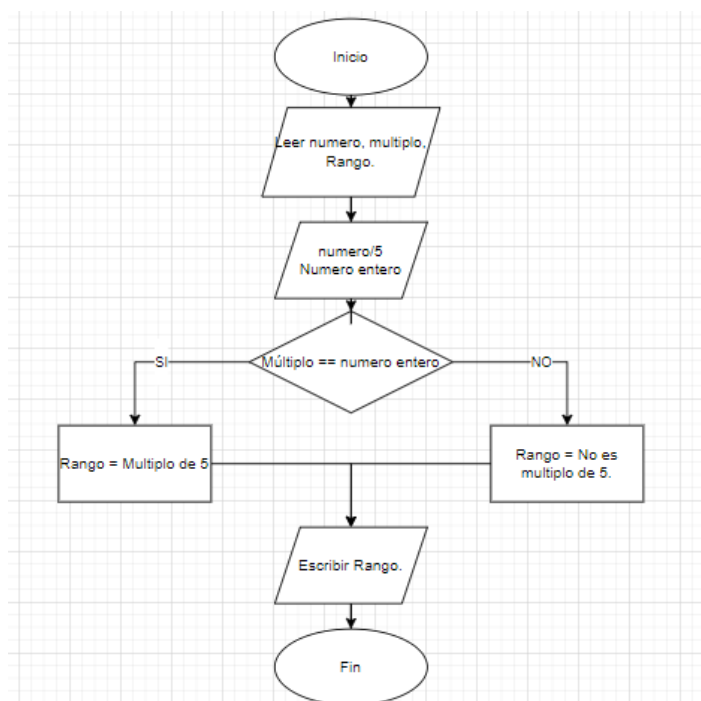 Inicio
Leer numero, multiplo,
Rango.
numero/5
Numero entero
Múltiplo == numero entero
SI
NO
Rango = Multiplo de 5
Rango = No es
multiplo de 5.
Escribir Rango.
Fin